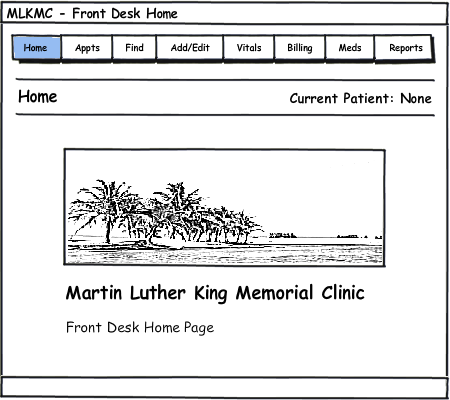 MLKMC - Front Desk Home
Home Appts Find Add/Edit Vitals Billing Meds Reports
Home Current Patient: None
Martin Luther King Memorial Clinic
Front Desk Home Page